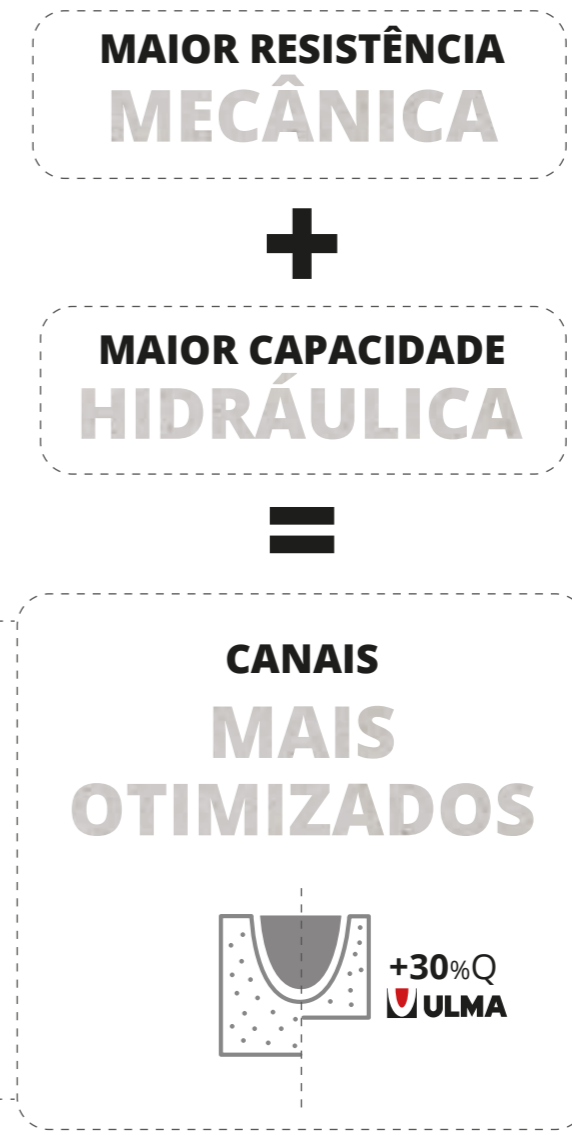 MAIOR RESISTÊNCIA
MECÂNICA
+
MAIOR CAPACIDADE
HIDRÁULICA
=
CANAIS
MAIS
OTIMIZADOS
+30%Q
ULMA